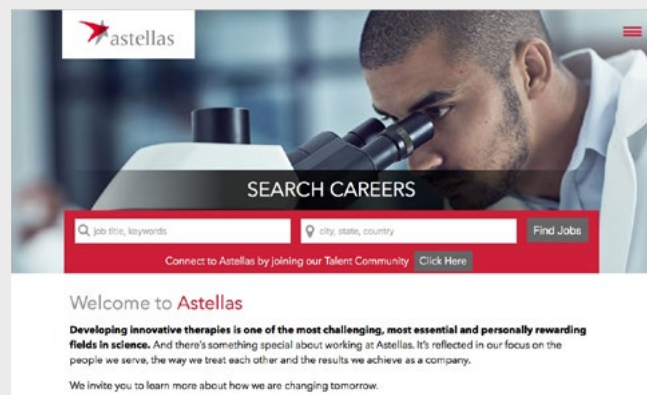 astellas
SEARCH CAREERS
job title, keywords
city, state, country
Find Jobs
Connect to Astellas by joining our Talent Community Click Here
Welcome to Astellas
Developing innovative therapies is one of the most challenging, most essential and personally rewarding
fields in science. And there's something special about working at Astellas. It's reflected in our focus on the
people we serve, the way we treat each other and the results we achieve as a company.
We invite you to learn more about how we are changing tomorrow.